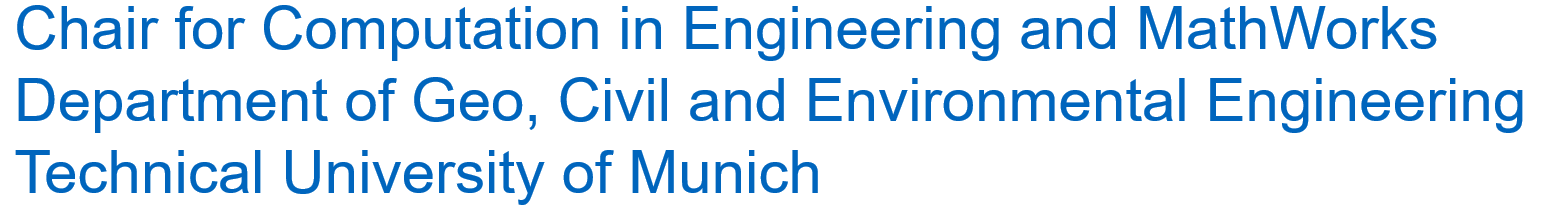 Chair for Computation in Engineering and MathWorks
Department of Geo, Civil and Environmental Engineering
Technical University of Munich